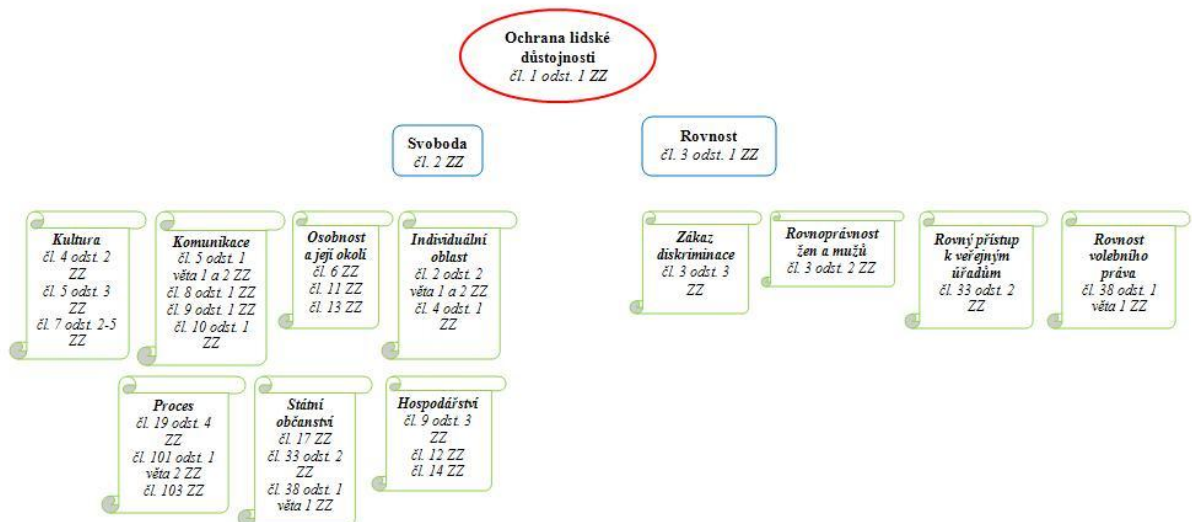 Ochrana lidské
důstojnosti
čl. 1 odst. 1 ZZ
Svoboda
čl. 2 ZZ
Rovnost
čl. 3 odst. 1 ZZ
Kultura
čl. 4 odst. 2
ZZ
čl. 5 odst. 3
ZZ
čl. 7 odst. 2-5
ZZ
Komunikace
čl. 5 odst. 1
věta 1 a 2 ZZ
čl. 8 odst. 1 ZZ
čl. 9 odst. 1 ZZ
čl. 10 odst. 1
ZZ
Osobnost
a její okolí
čl. 6 ZZ
čl. 11 ZZ
čl. 13 ZZ
Individuální
oblast
čl. 2 odst. 2
věta 1 a 2 ZZ
čl. 4 odst. 1
ZZ
Zákaz
diskriminace
čl. 3 odst. 3
ZZ
Rovnoprávnost
žen a mužů
čl. 3 odst. 2 ZZ
Rovný přístup
k veřejným
úřadům
čl. 33 odst. 2
ZZ
Rovnost
volebního
práva
čl. 38 odst. 1
věta 1 ZZ
Proces
čl. 19 odst. 4
ZZ
čl. 101 odst. 1
věta 2 ZZ
čl. 103 ZZ
Státní
občanství
čl. 17 ZZ
čl. 33 odst. 2
ZZ
čl. 38 odst. 1
věta 1 ZZ
Hospodářství
čl. 9 odst. 3
ZZ
čl. 12 ZZ
čl. 14 ZZ